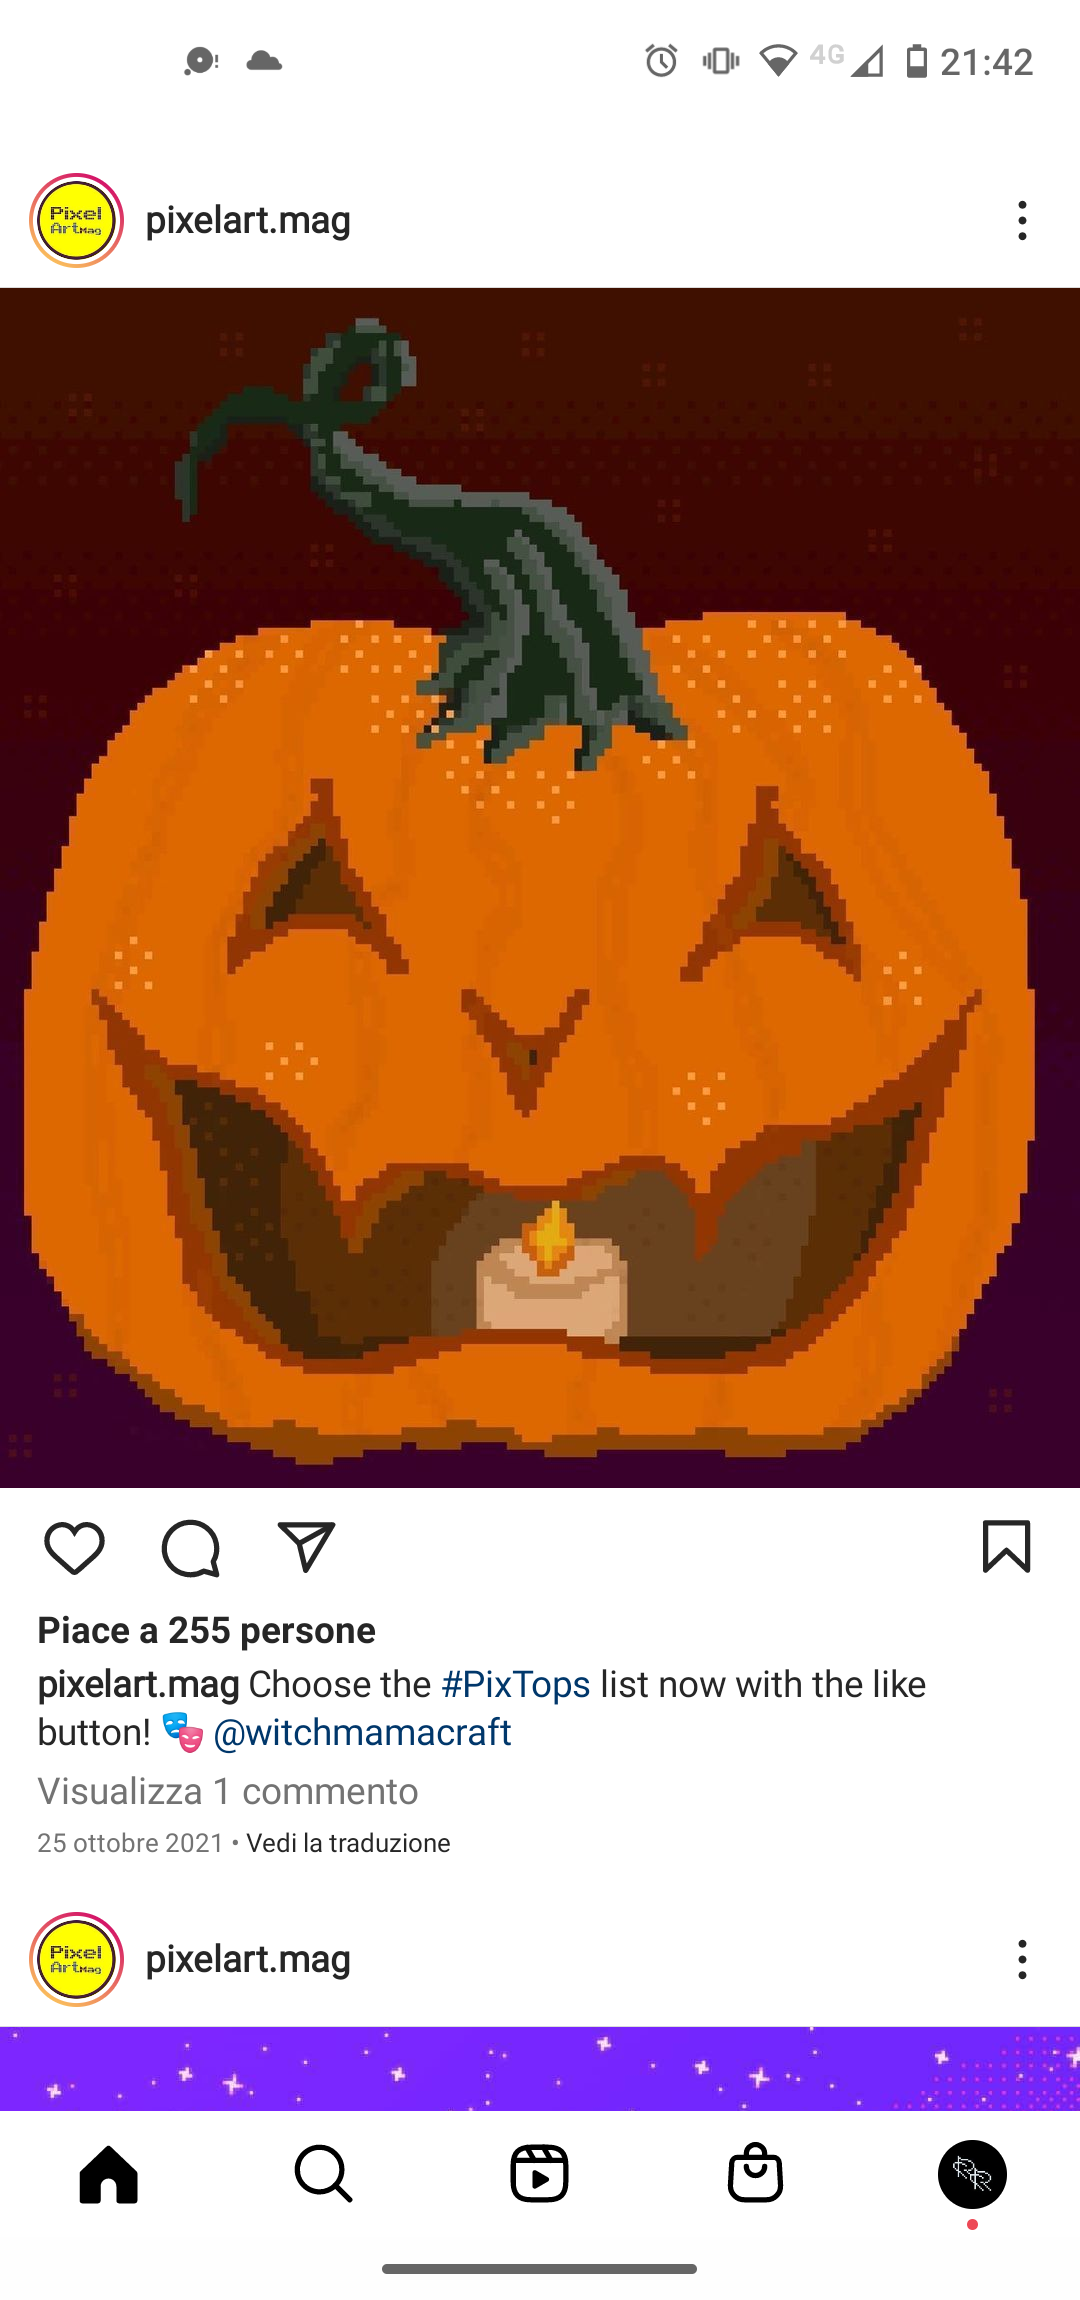 4G 21:42
Pixel
ArtMag
pixelart.mag
Piace a 255 persone
pixelart.mag Choose the #PixTops list now with the like
button! 🎭 @witchmamacraft
Visualizza 1 commento
25 ottobre 2021 • Vedi la traduzione
Pixel
ArtMag
pixelart.mag